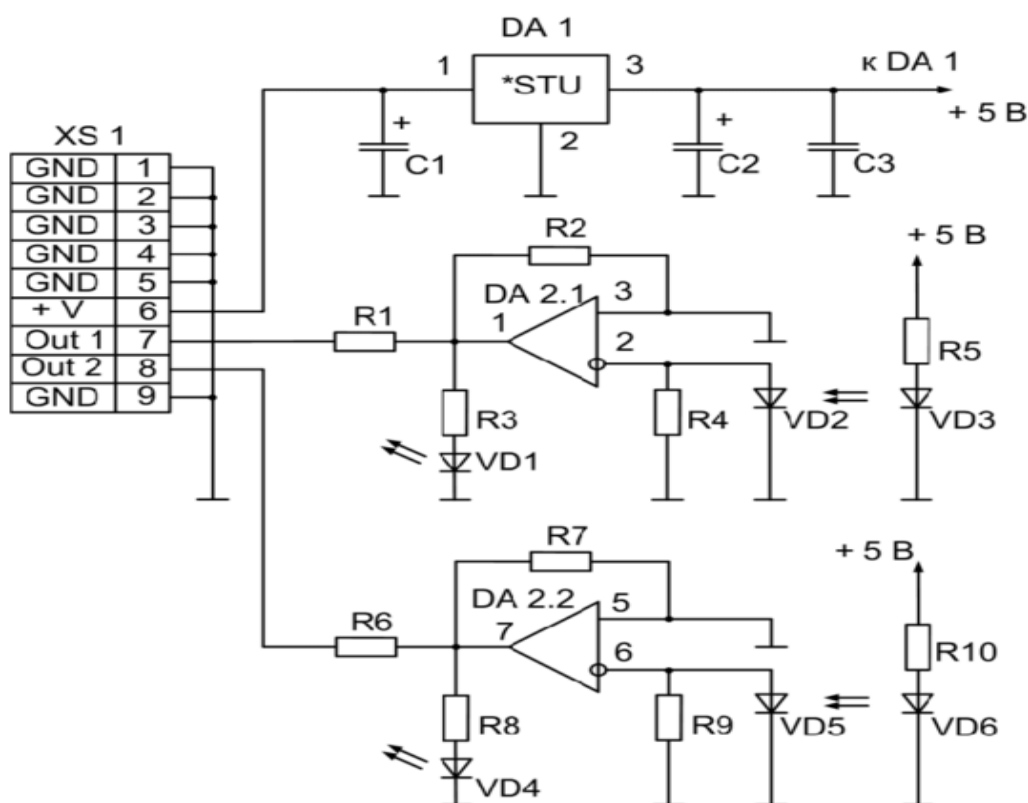 DA 1
1
*STU
3
к DA 1
+ 5 В
2
+
C1
+
C2
C3
XS 1
GND 1
GND 2
GND 3
GND 4
GND 5
+ V 6
Out 1 7
Out 2 8
GND 9
R2
DA 2.1
3
1
2
R1
R3
VD1
R4
VD2
+ 5 В
R5
VD3
R7
DA 2.2
5
7
6
R6
R8
VD4
R9
VD5
+ 5 В
R10
VD6